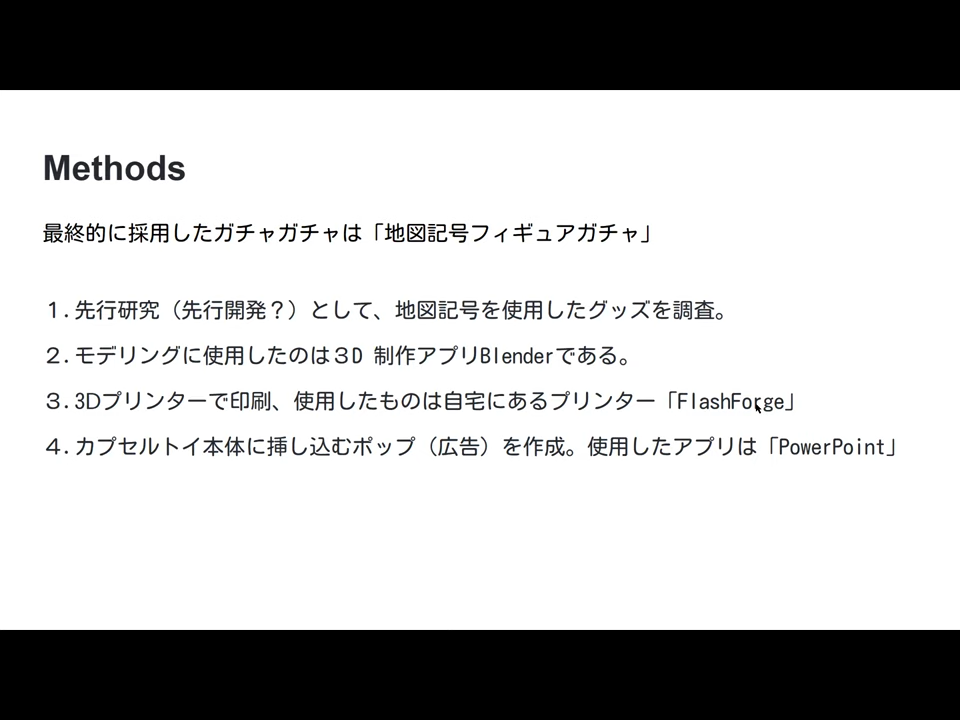 Methods
最終的に採用したガチャガチャは「地図記号フィギュアガチャ」
１.先行研究（先行開発？）として、地図記号を使用したグッズを調査。
２.モデリングに使用したのは３D 制作アプリBlenderである。
３.3Dプリンターで印刷、使用したものは自宅にあるプリンター「FlashForge」
４.カプセルトイ本体に挿し込むポップ（広告）を作成。使用したアプリは「PowerPoint」